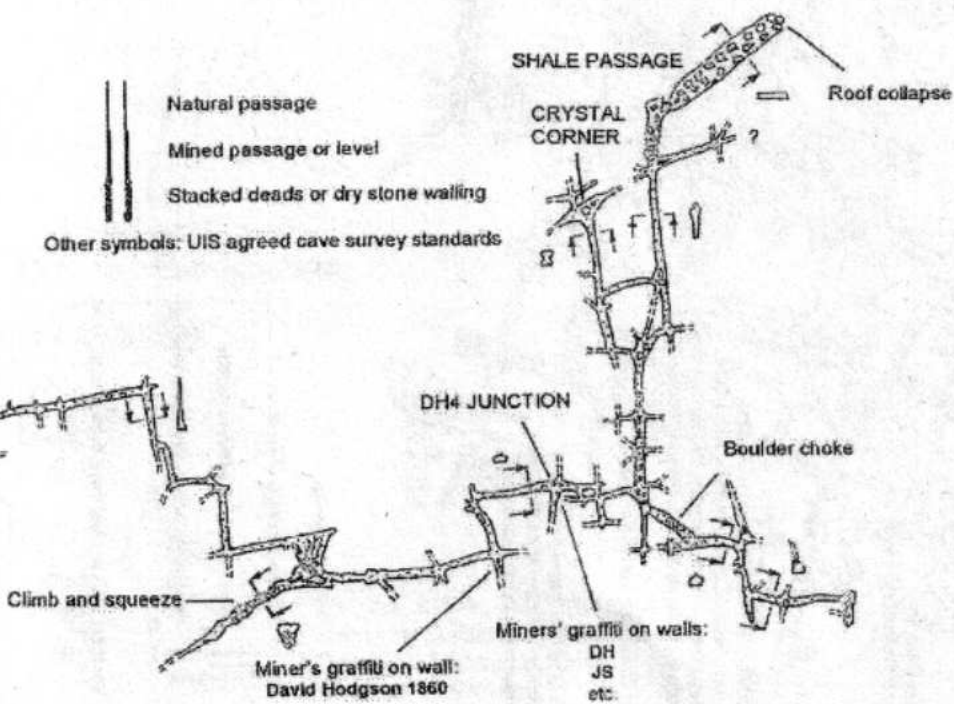 SHALE PASSAGE
Roof collapse
Natural passage
CRYSTAL
CORNER
?
Mined passage or level
Stacked deads or dry stone walling
Other symbols: UIS agreed cave survey standards
DH4 JUNCTION
Boulder choke
Climb and squeeze
Miner's graffiti on wall:
David Hodgson 1860
Miners' graffiti on walls:
DH
JS
etc.